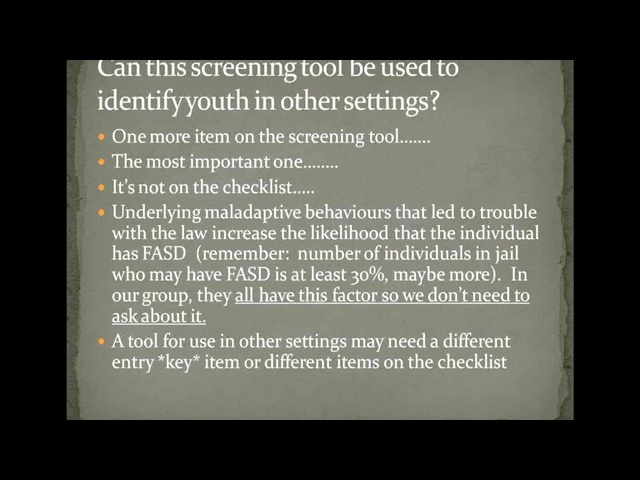 Can this screening tool be used to
identify youth in other settings?
• One more item on the screening tool.......
• The most important one........
• It's not on the checklist.....
• Underlying maladaptive behaviours that led to trouble
with the law increase the likelihood that the individual
has FASD (remember: number of individuals in jail
who may have FASD is at least 30%, maybe more). In
our group, they all have this factor so we don't need to
ask about it.
• A tool for use in other settings may need a different
entry *key* item or different items on the checklist